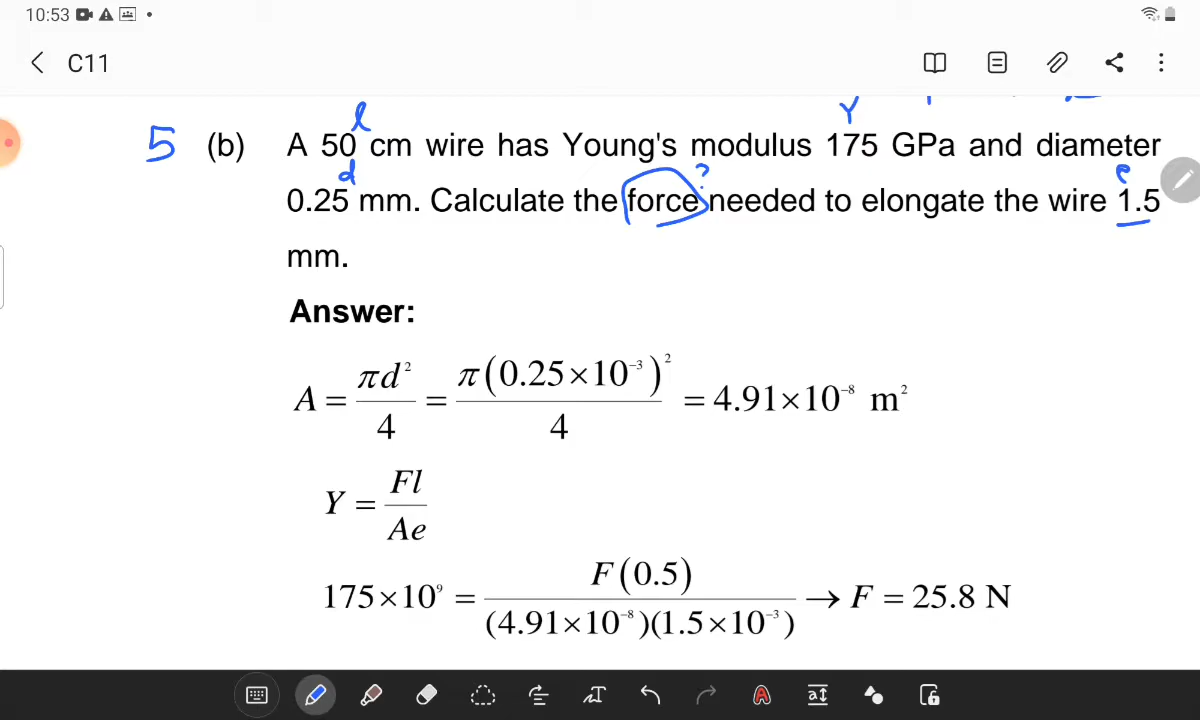 10:53
C11
l Y
5 (b) A 50 cm wire has Young's modulus 175 GPa and diameter
d ? e
0.25 mm. Calculate the force needed to elongate the wire 1.5
mm.
Answer:
A = πd²/4 = π(0.25×10⁻³)²/4 = 4.91×10⁻⁸ m²
Y = Fl/Ae
175×10⁹ = F(0.5)/(4.91×10⁻⁸)(1.5×10⁻³) → F = 25.8 N